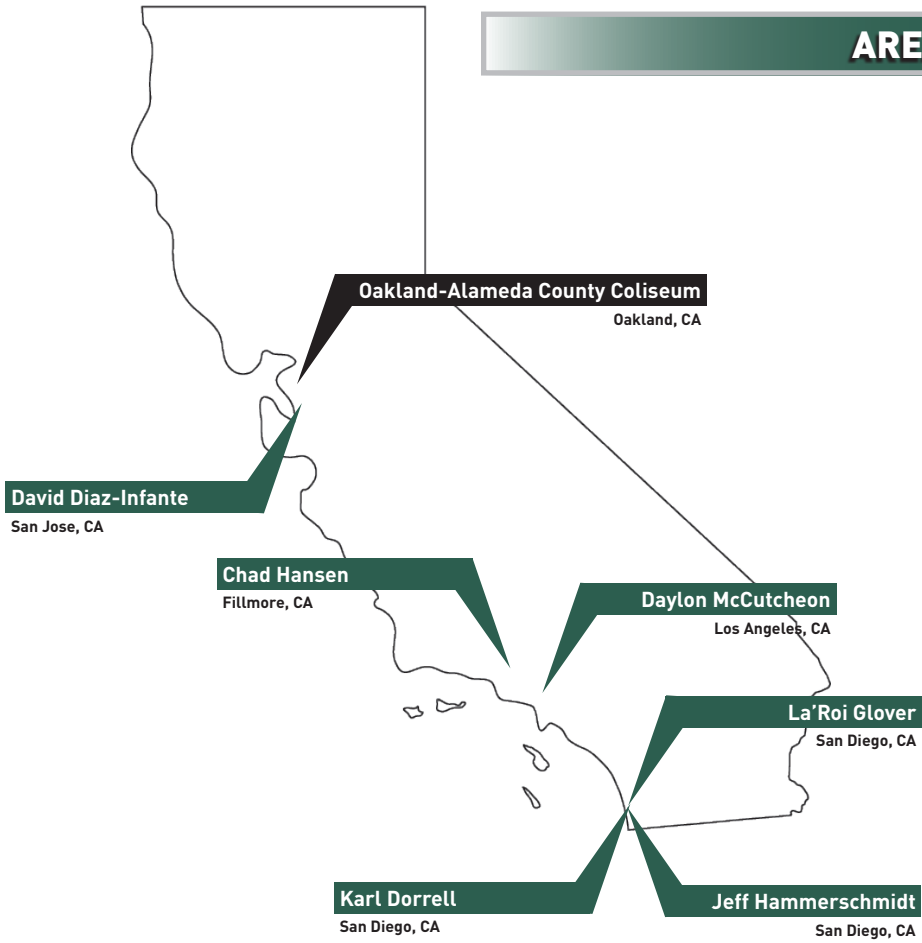 ARE
Oakland-Alameda County Coliseum
Oakland, CA
David Diaz-Infante
San Jose, CA
Chad Hansen
Fillmore, CA
Daylon McCutcheon
Los Angeles, CA
La'Roi Glover
San Diego, CA
Karl Dorrell
San Diego, CA
Jeff Hammerschmidt
San Diego, CA